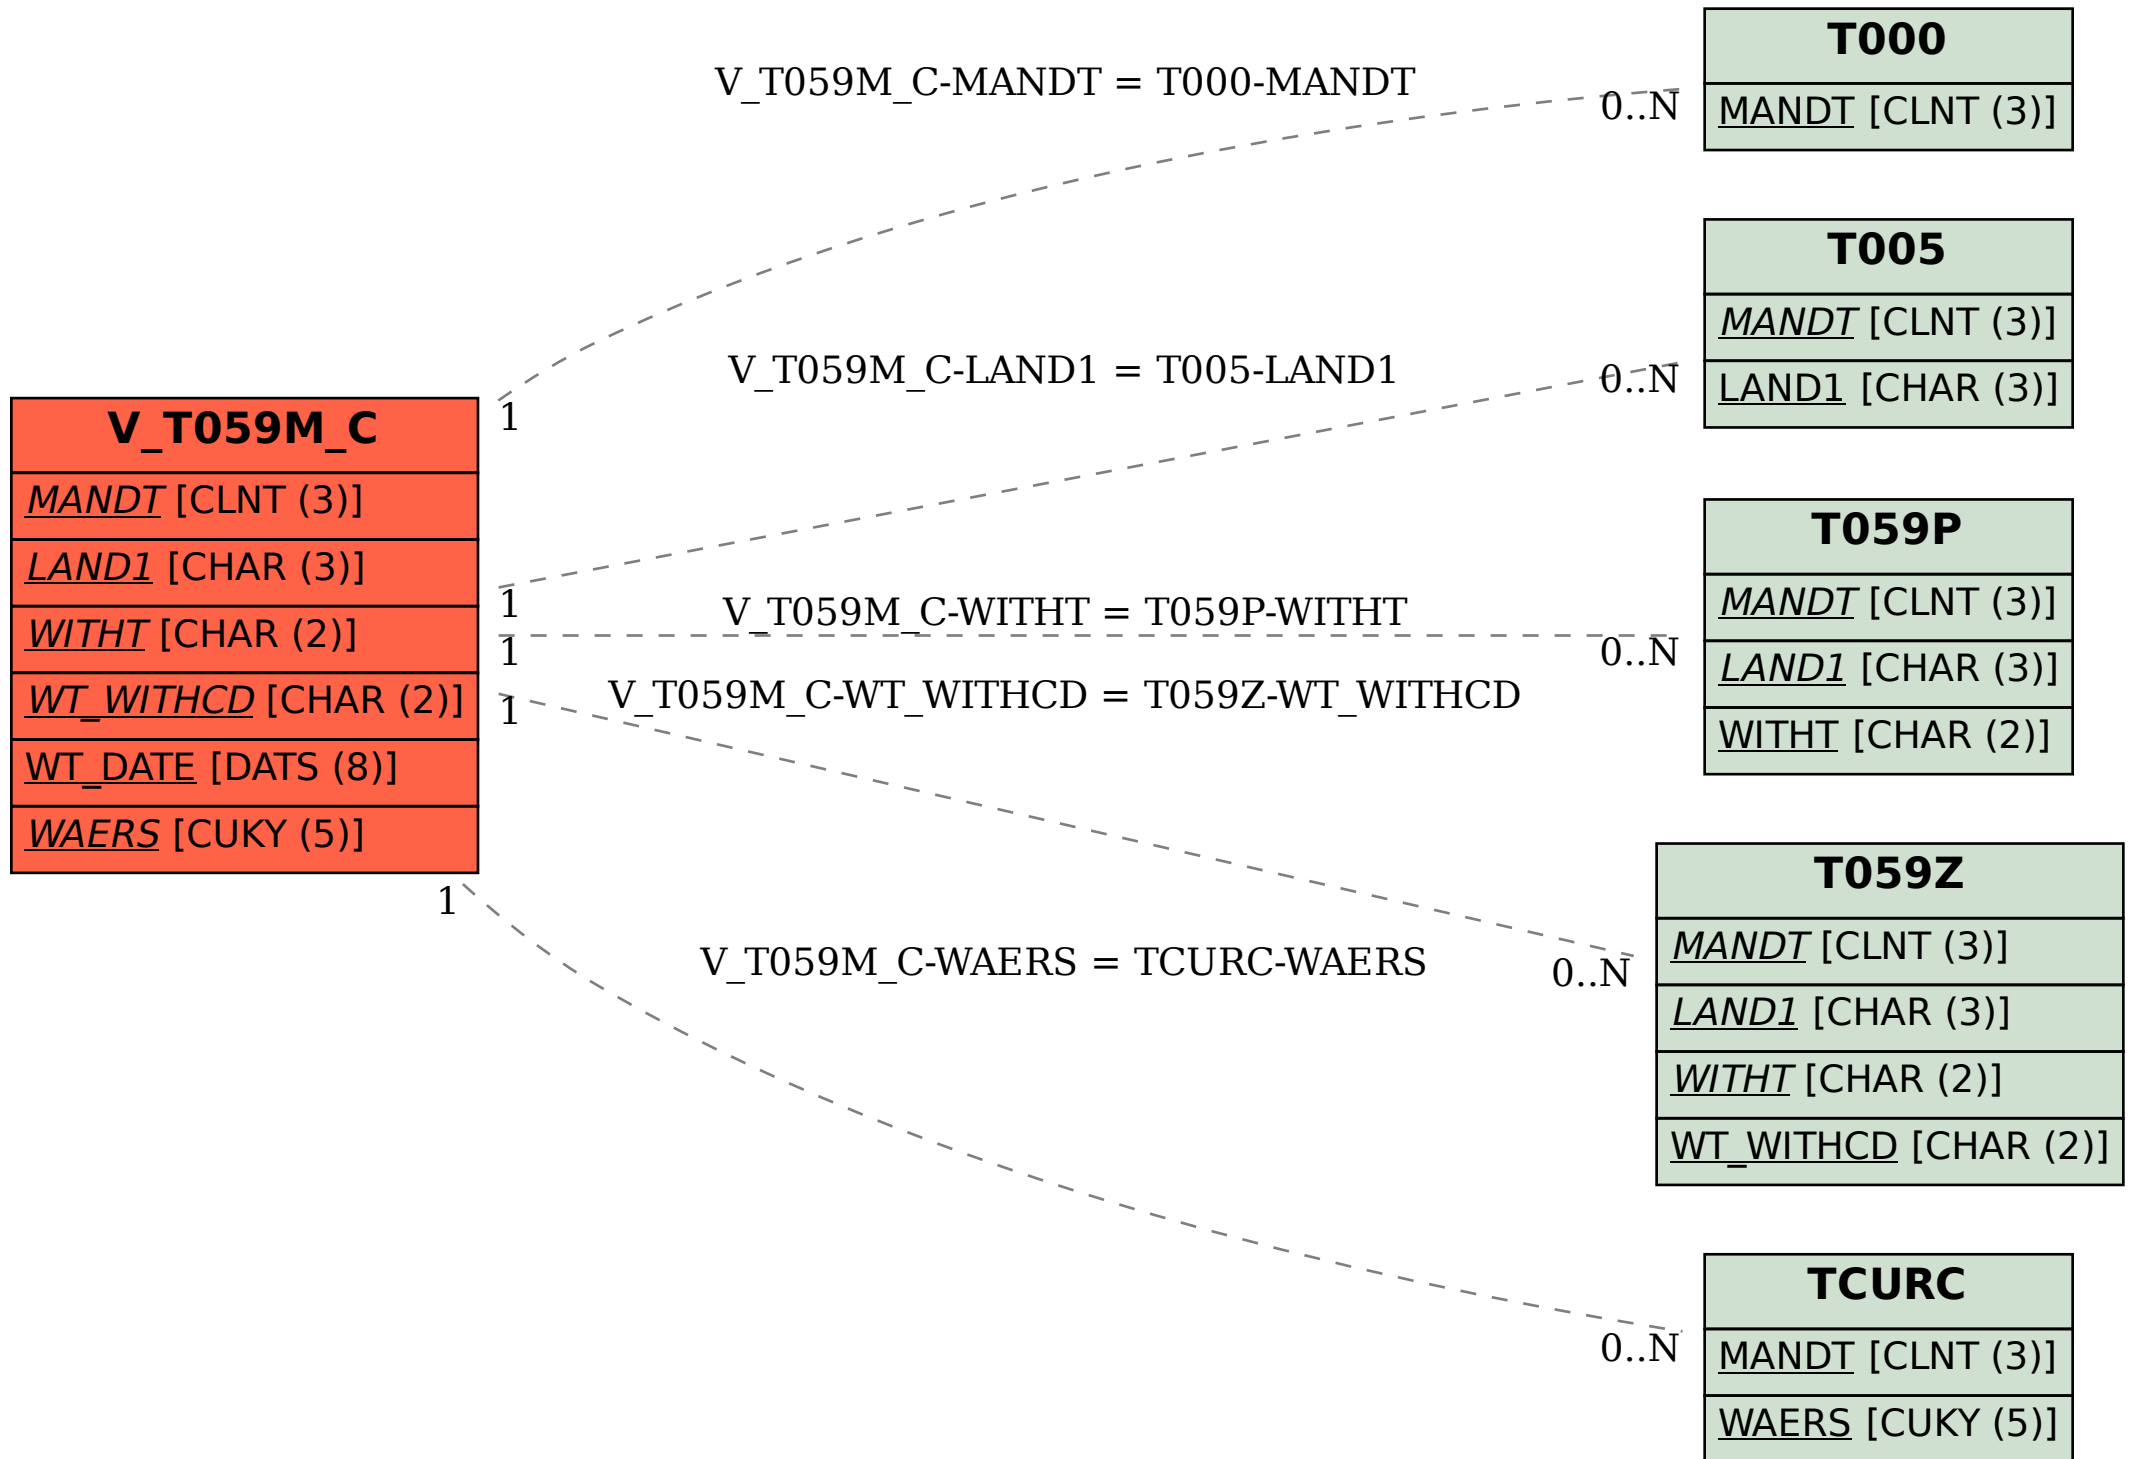 V_T059M_C
MANDT [CLNT (3)]
LAND1 [CHAR (3)]
WITHT [CHAR (2)]
WT_WITHCD [CHAR (2)]
WT_DATE [DATS (8)]
WAERS [CUKY (5)]
V_T059M_C-MANDT = T000-MANDT
1
0..N
V_T059M_C-LAND1 = T005-LAND1
1
0..N
V_T059M_C-WITHT = T059P-WITHT
1
0..N
V_T059M_C-WT_WITHCD = T059Z-WT_WITHCD
1
0..N
V_T059M_C-WAERS = TCURC-WAERS
1
0..N
T000
MANDT [CLNT (3)]
T005
MANDT [CLNT (3)]
LAND1 [CHAR (3)]
T059P
MANDT [CLNT (3)]
LAND1 [CHAR (3)]
WITHT [CHAR (2)]
T059Z
MANDT [CLNT (3)]
LAND1 [CHAR (3)]
WITHT [CHAR (2)]
WT_WITHCD [CHAR (2)]
TCURC
MANDT [CLNT (3)]
WAERS [CUKY (5)]